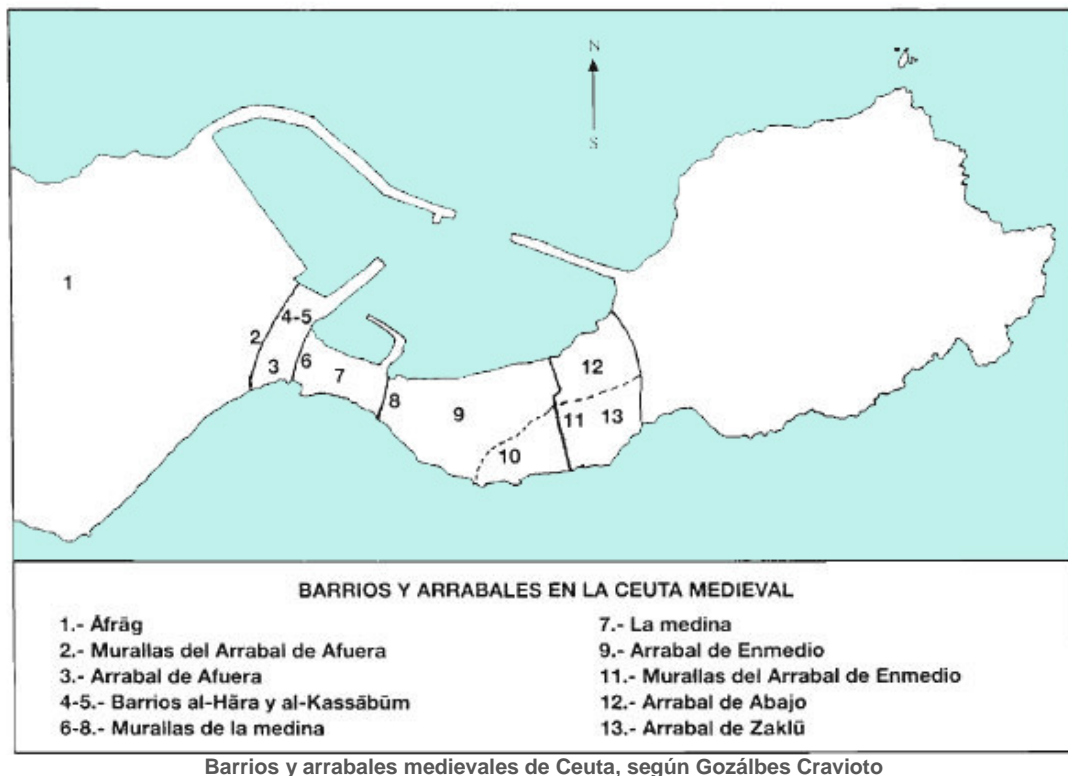 N
S
1
2
3
4-5
6
7
8
9
10
11
12
13
BARRIOS Y ARRABALES EN LA CEUTA MEDIEVAL
1.- Āfrāg
2.- Murallas del Arrabal de Afuera
3.- Arrabal de Afuera
4-5.- Barrios al-Hāra y al-Kassābūm
6-8.- Murallas de la medina
7.- La medina
9.- Arrabal de Enmedio
11.- Murallas del Arrabal de Enmedio
12.- Arrabal de Abajo
13.- Arrabal de Zaklū
Barrios y arrabales medievales de Ceuta, según Gozálbes Cravioto